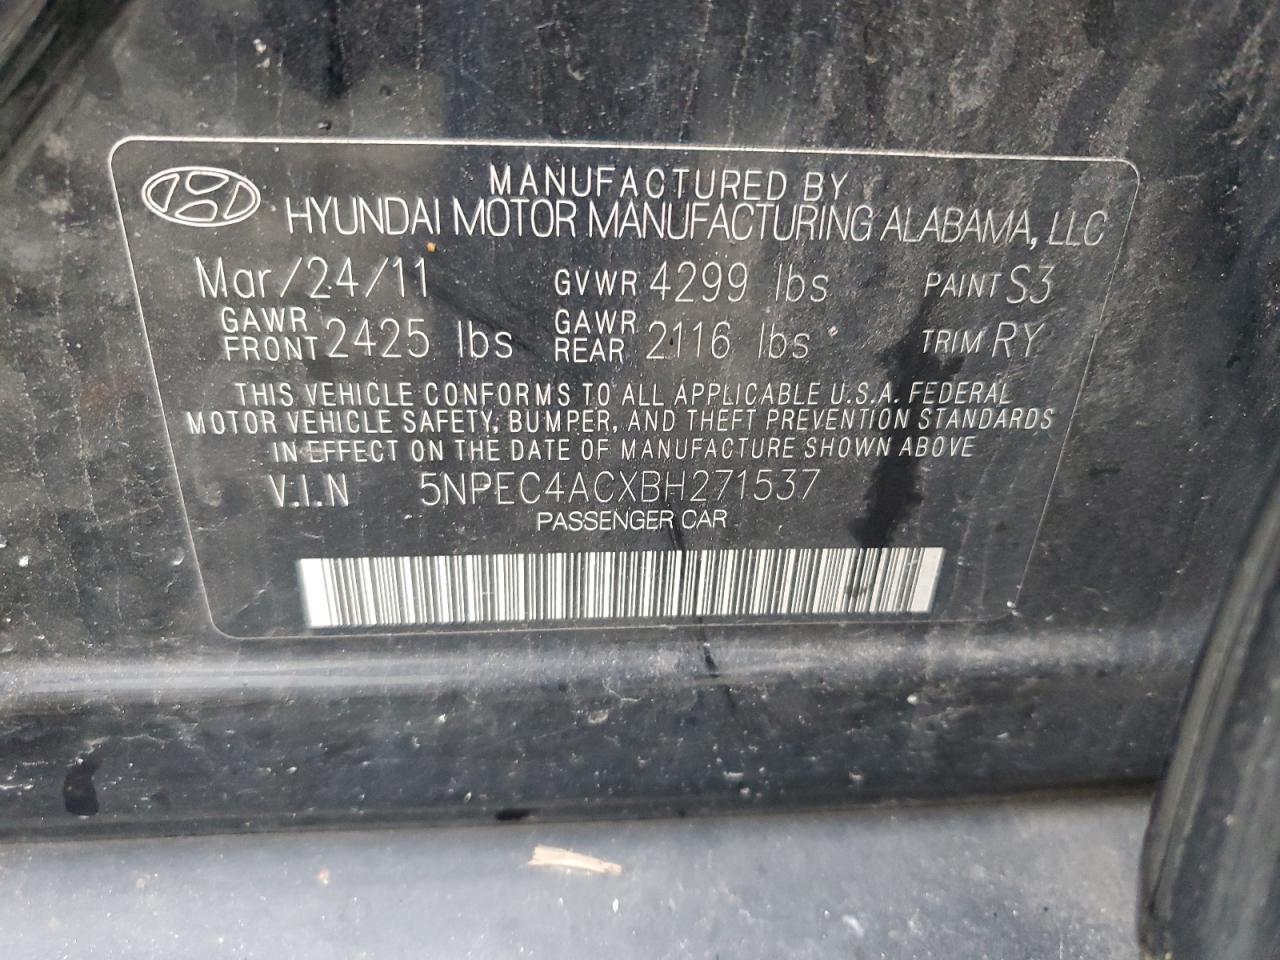 MANUFACTURED BY
HYUNDAI MOTOR MANUFACTURING ALABAMA, LLC
Mar/24/11 GVWR 4299 lbs PAINT S3
GAWR FRONT 2425 lbs GAWR REAR 2116 lbs TRIM RY
THIS VEHICLE CONFORMS TO ALL APPLICABLE U.S.A. FEDERAL
MOTOR VEHICLE SAFETY, BUMPER, AND THEFT PREVENTION STANDARDS
IN EFFECT ON THE DATE OF MANUFACTURE SHOWN ABOVE
V.I.N 5NPEC4ACXBH271537
PASSENGER CAR